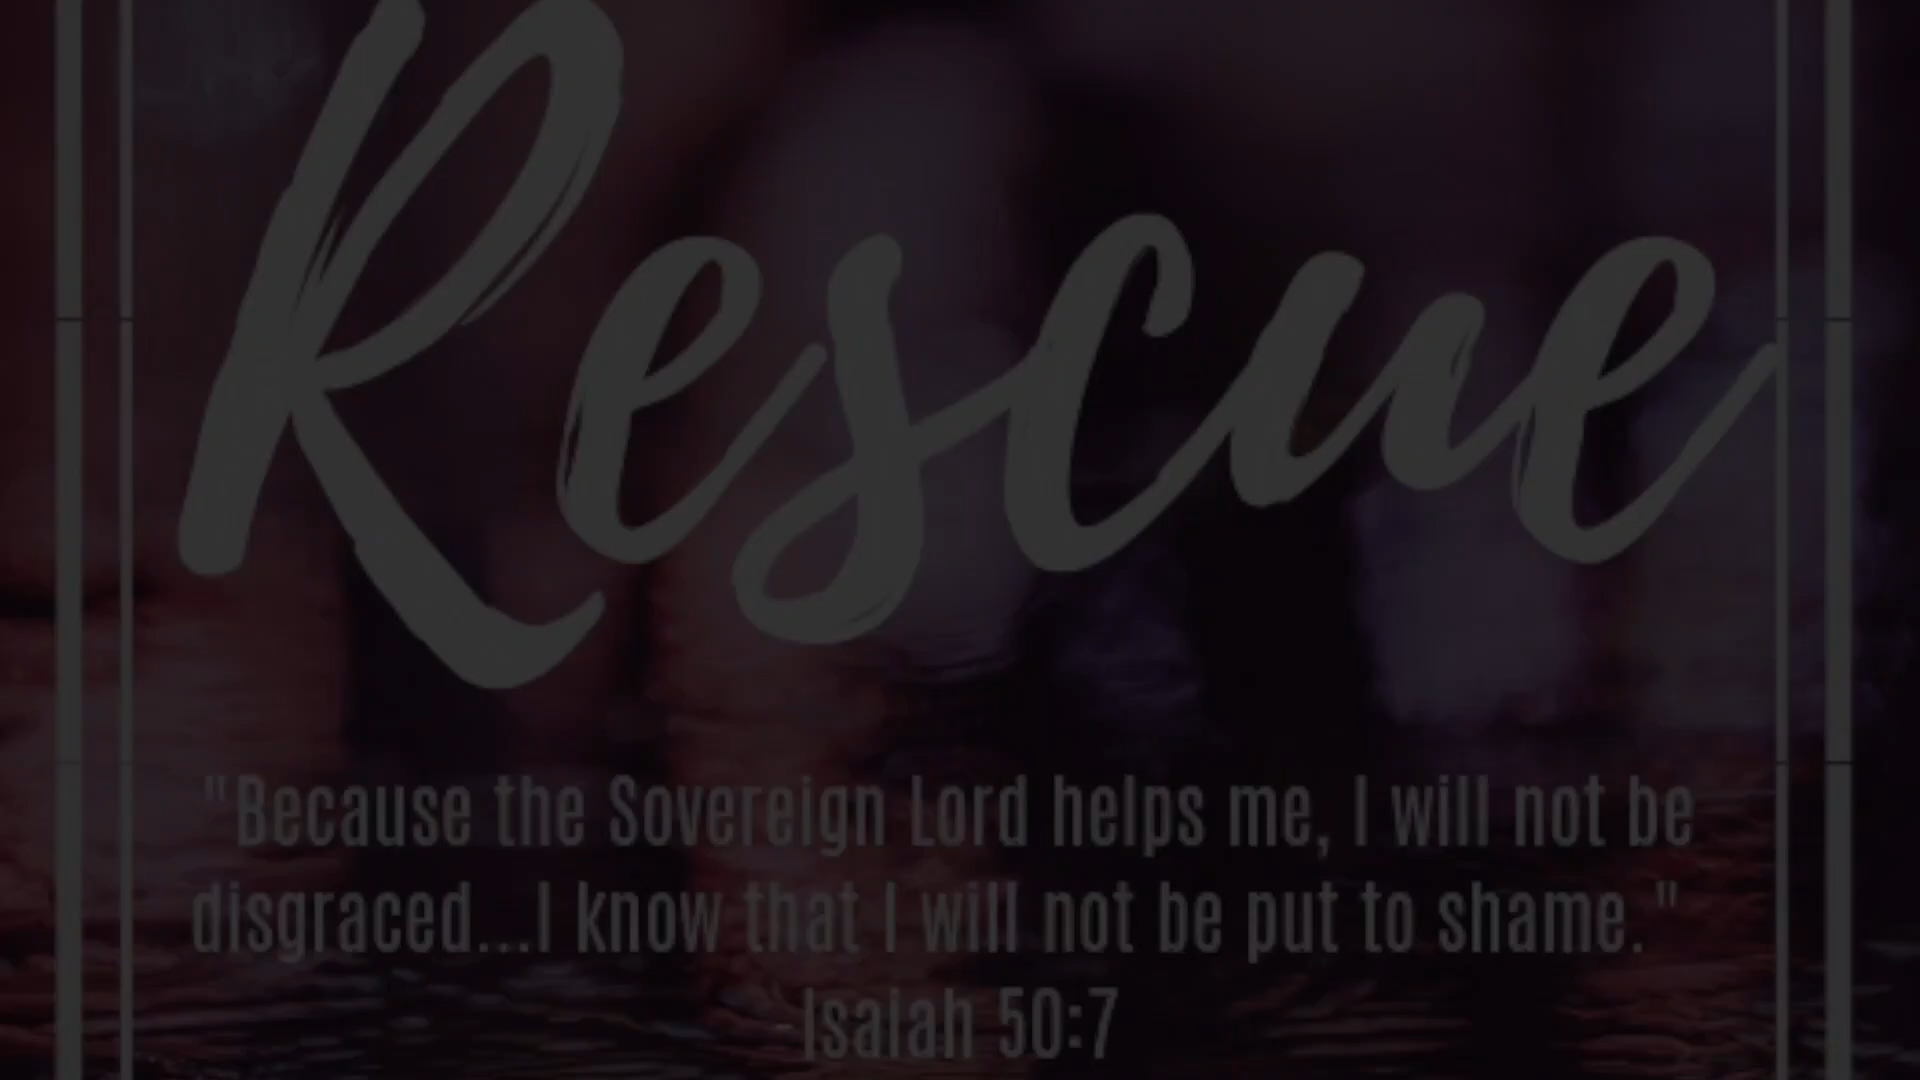 Rescue
"Because the Sovereign Lord helps me, I will not be
disgraced...I know that I will not be put to shame."
Isaiah 50:7